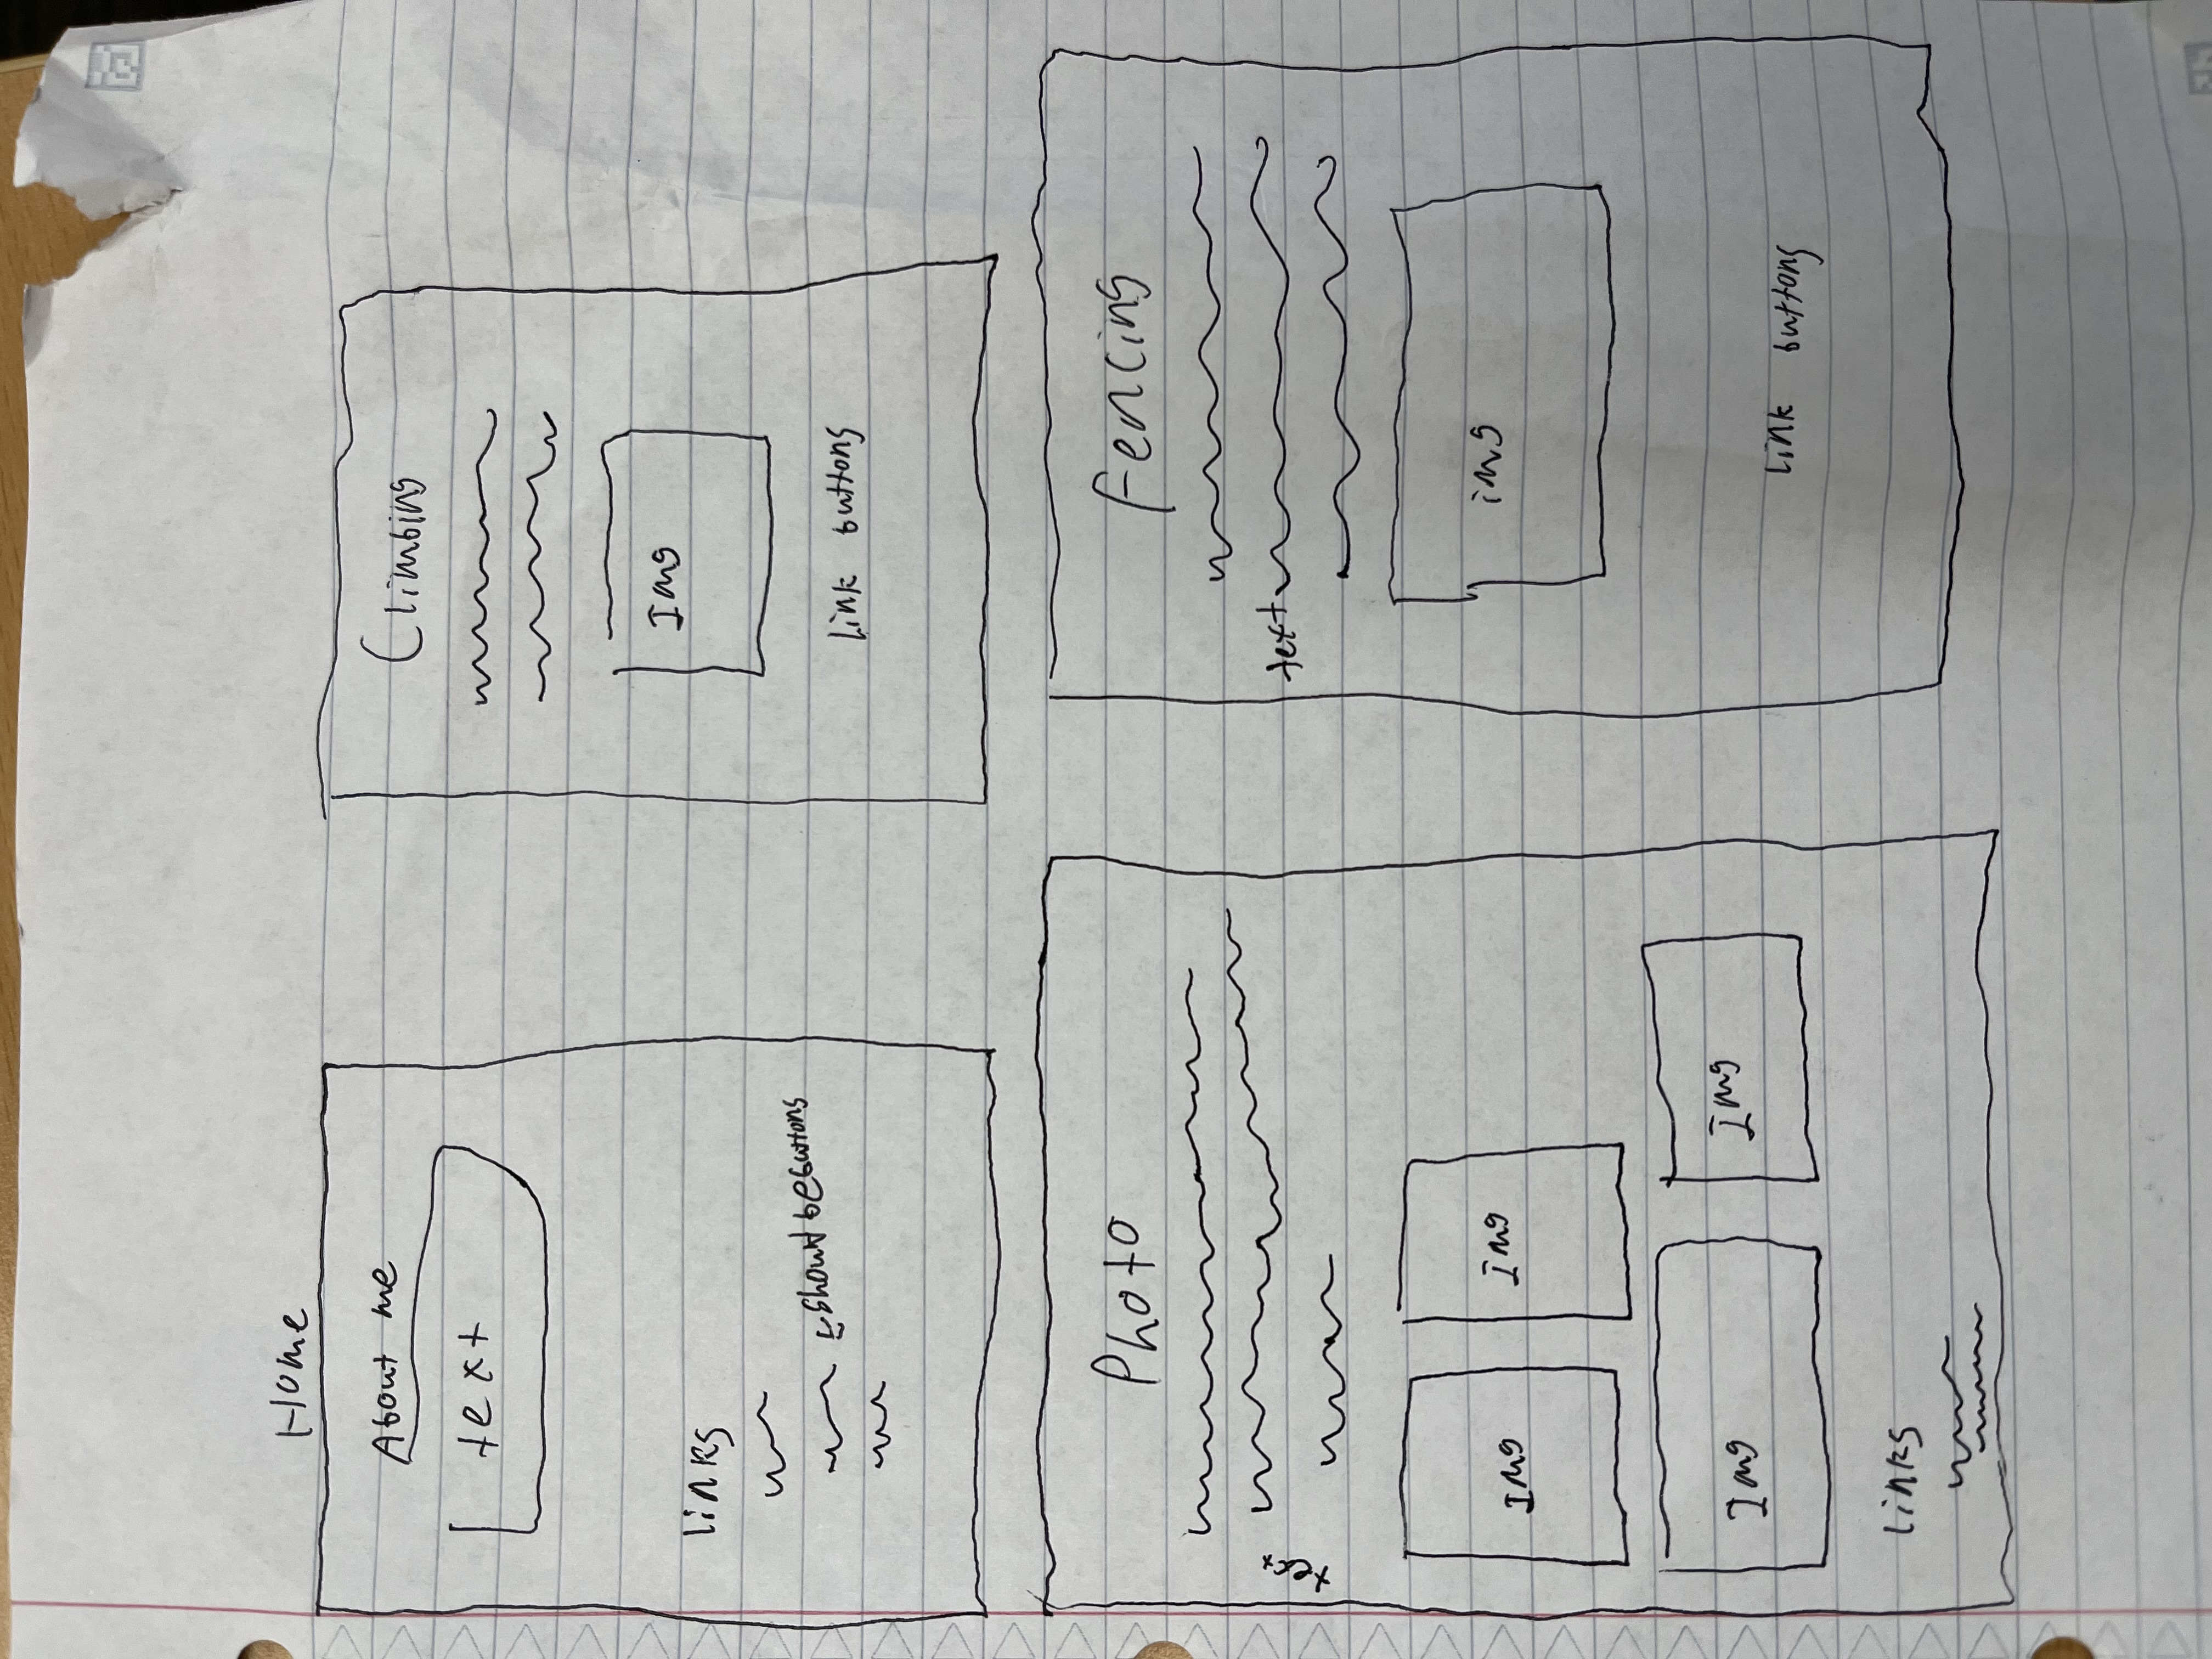 Home
About me
text
links
should be buttons
Climbing
Img
link buttons
Photo
text
Img
Img
Img
Img
links
Fencing
text
img
link buttons